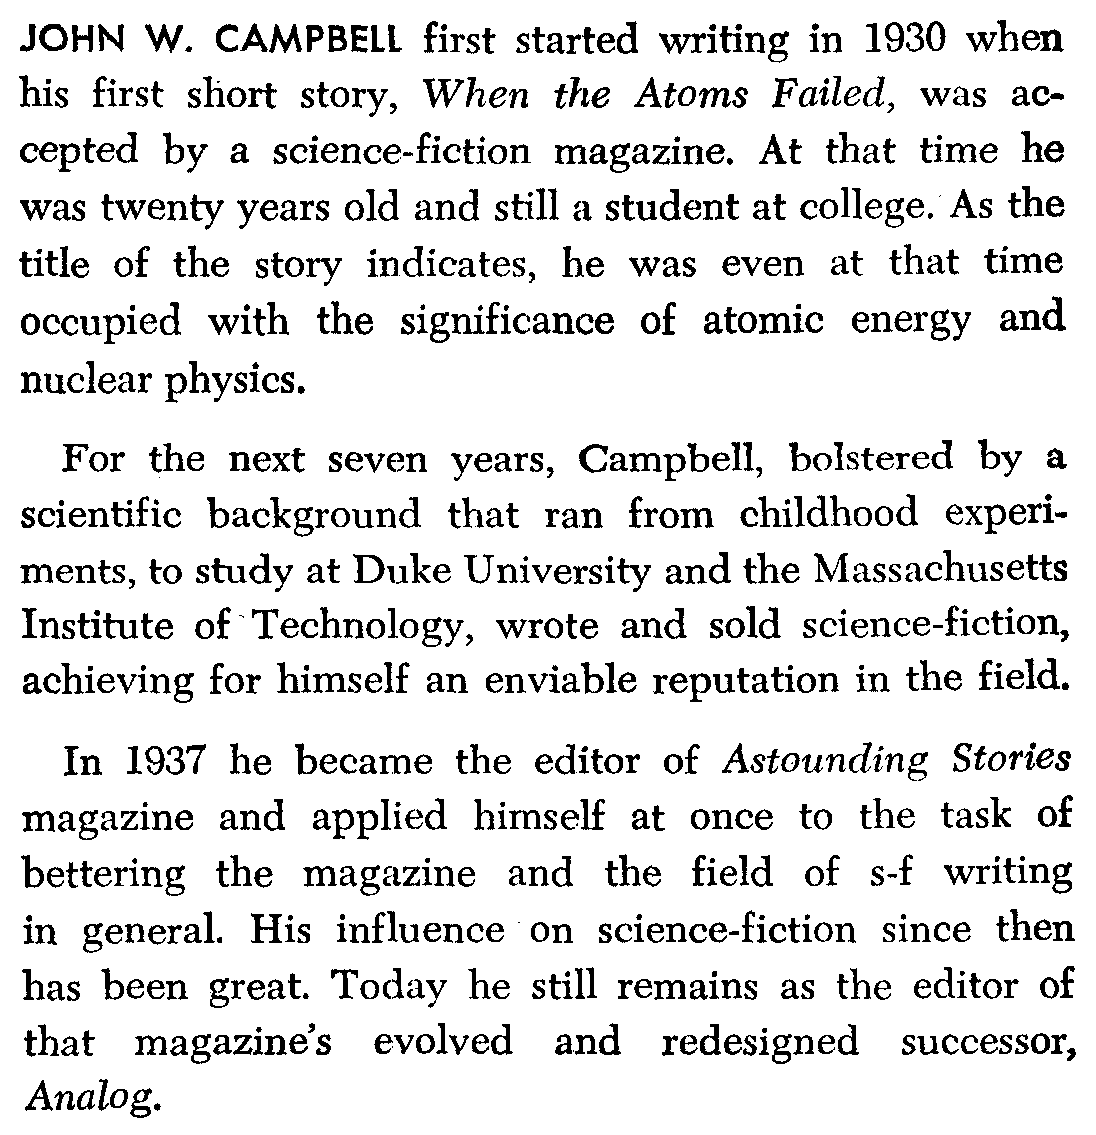 JOHN W. CAMPBELL first started writing in 1930 when
his first short story, When the Atoms Failed, was ac-
cepted by a science-fiction magazine. At that time he
was twenty years old and still a student at college. As the
title of the story indicates, he was even at that time
occupied with the significance of atomic energy and
nuclear physics.
For the next seven years, Campbell, bolstered by a
scientific background that ran from childhood experi-
ments, to study at Duke University and the Massachusetts
Institute of Technology, wrote and sold science-fiction,
achieving for himself an enviable reputation in the field.
In 1937 he became the editor of Astounding Stories
magazine and applied himself at once to the task of
bettering the magazine and the field of s-f writing
in general. His influence on science-fiction since then
has been great. Today he still remains as the editor of
that magazine's evolved and redesigned successor,
Analog.